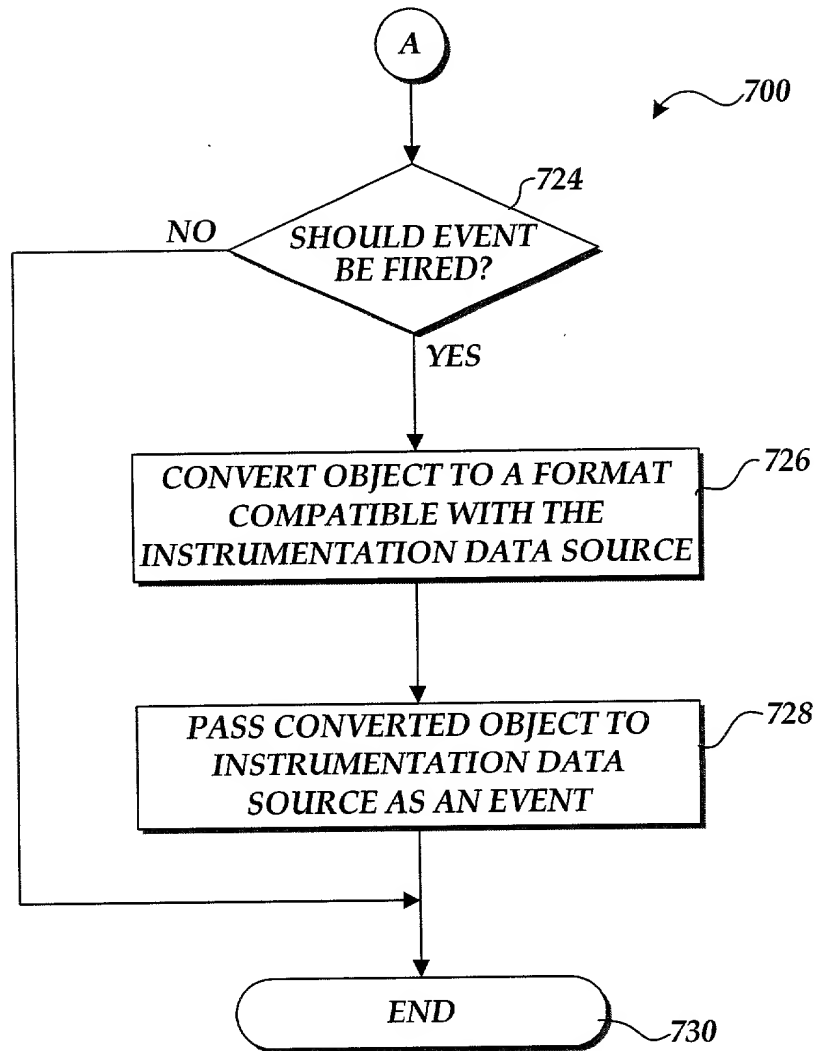 A
700
724
NO
SHOULD EVENT
BE FIRED?
YES
726
CONVERT OBJECT TO A FORMAT
COMPATIBLE WITH THE
INSTRUMENTATION DATA SOURCE
728
PASS CONVERTED OBJECT TO
INSTRUMENTATION DATA
SOURCE AS AN EVENT
END
730